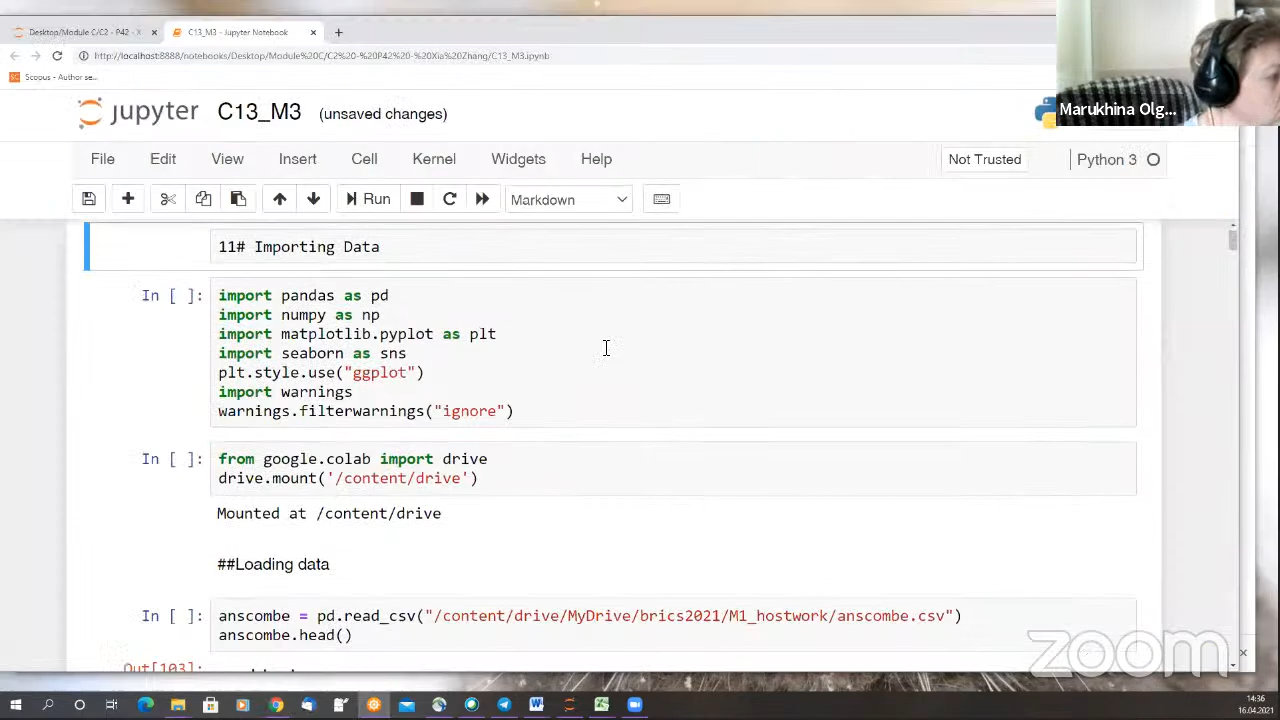 Desktop/Module C/C2 - P42 - X
C13_M3 - Jupyter Notebook
http://localhost:8888/notebooks/Desktop/Module%20C/C2%20-%20P42%20-%20Xia%20Zhang/C13_M3.ipynb
Scopus - Author se...
Marukhina Olg...
jupyter C13_M3 (unsaved changes)
File Edit View Insert Cell Kernel Widgets Help Not Trusted Python 3
Run Markdown
11# Importing Data
In [ ]: import pandas as pd
import numpy as np
import matplotlib.pyplot as plt
import seaborn as sns
plt.style.use("ggplot")
import warnings
warnings.filterwarnings("ignore")
In [ ]: from google.colab import drive
drive.mount('/content/drive')
Mounted at /content/drive
##Loading data
In [ ]: anscombe = pd.read_csv("/content/drive/MyDrive/brics2021/M1_hostwork/anscombe.csv")
anscombe.head()
Out[103]:
zoom
14:36
16.04.2021